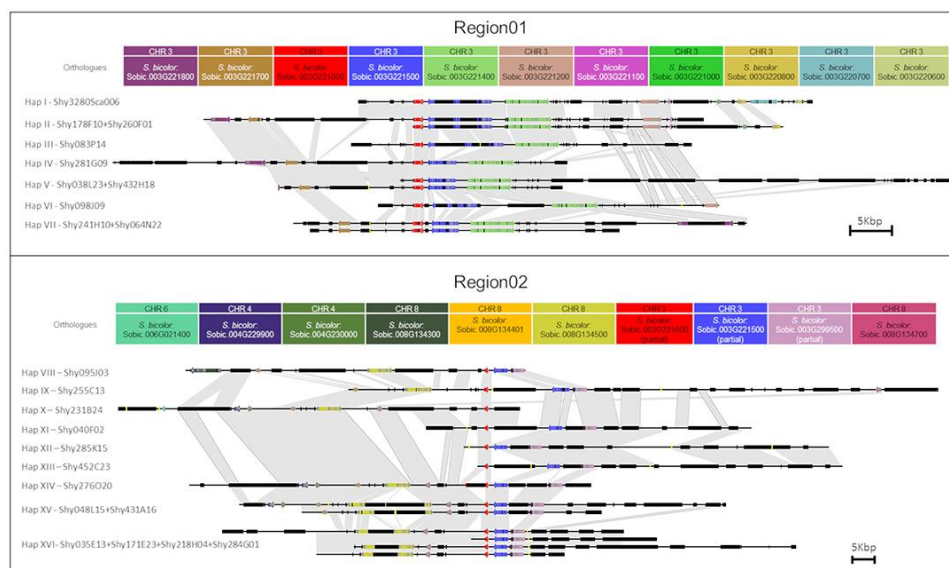 Region01
CHR 3 CHR 3 CHR 3 CHR 3 CHR 3 CHR 3 CHR 3 CHR 3 CHR 3 CHR 3 CHR 3
Orthologues
S. bicolor: S. bicolor: S. bicolor: S. bicolor: S. bicolor: S. bicolor: S. bicolor: S. bicolor: S. bicolor: S. bicolor: S. bicolor:
Sobic.003G221800 Sobic.003G221700 Sobic.003G221600 Sobic.003G221500 Sobic.003G221400 Sobic.003G221200 Sobic.003G221100 Sobic.003G221000 Sobic.003G220800 Sobic.003G220700 Sobic.003G220600
Hap I - Shy3280Sca006
Hap II - Shy178F10+Shy260F01
Hap III - Shy083P14
Hap IV - Shy281G09
Hap V - Shy038L23+Shy432H18
Hap VI - Shy098J09
Hap VII - Shy241H10+Shy064N22
5Kbp
Region02
CHR 6 CHR 4 CHR 4 CHR 8 CHR 8 CHR 8 CHR 3 CHR 3 CHR 3 CHR 8
Orthologues
S. bicolor: S. bicolor: S. bicolor: S. bicolor: S. bicolor: S. bicolor: S. bicolor: S. bicolor: S. bicolor: S. bicolor:
Sobic.006G021400 Sobic.004G229900 Sobic.004G230000 Sobic.008G134300 Sobic.008G134401 Sobic.008G134500 Sobic.003G221600 Sobic.003G221500 Sobic.003G299500 Sobic.008G134700
(partial) (partial) (partial)
Hap VIII – Shy095J03
Hap IX – Shy255C13
Hap X – Shy231B24
Hap XI – Shy040F02
Hap XII – Shy285K15
Hap XIII – Shy452C23
Hap XIV – Shy276O20
Hap XV – Shy048L15+Shy431A16
Hap XVI- Shy035E13+Shy171E23+Shy218H04+Shy284G01
5Kbp